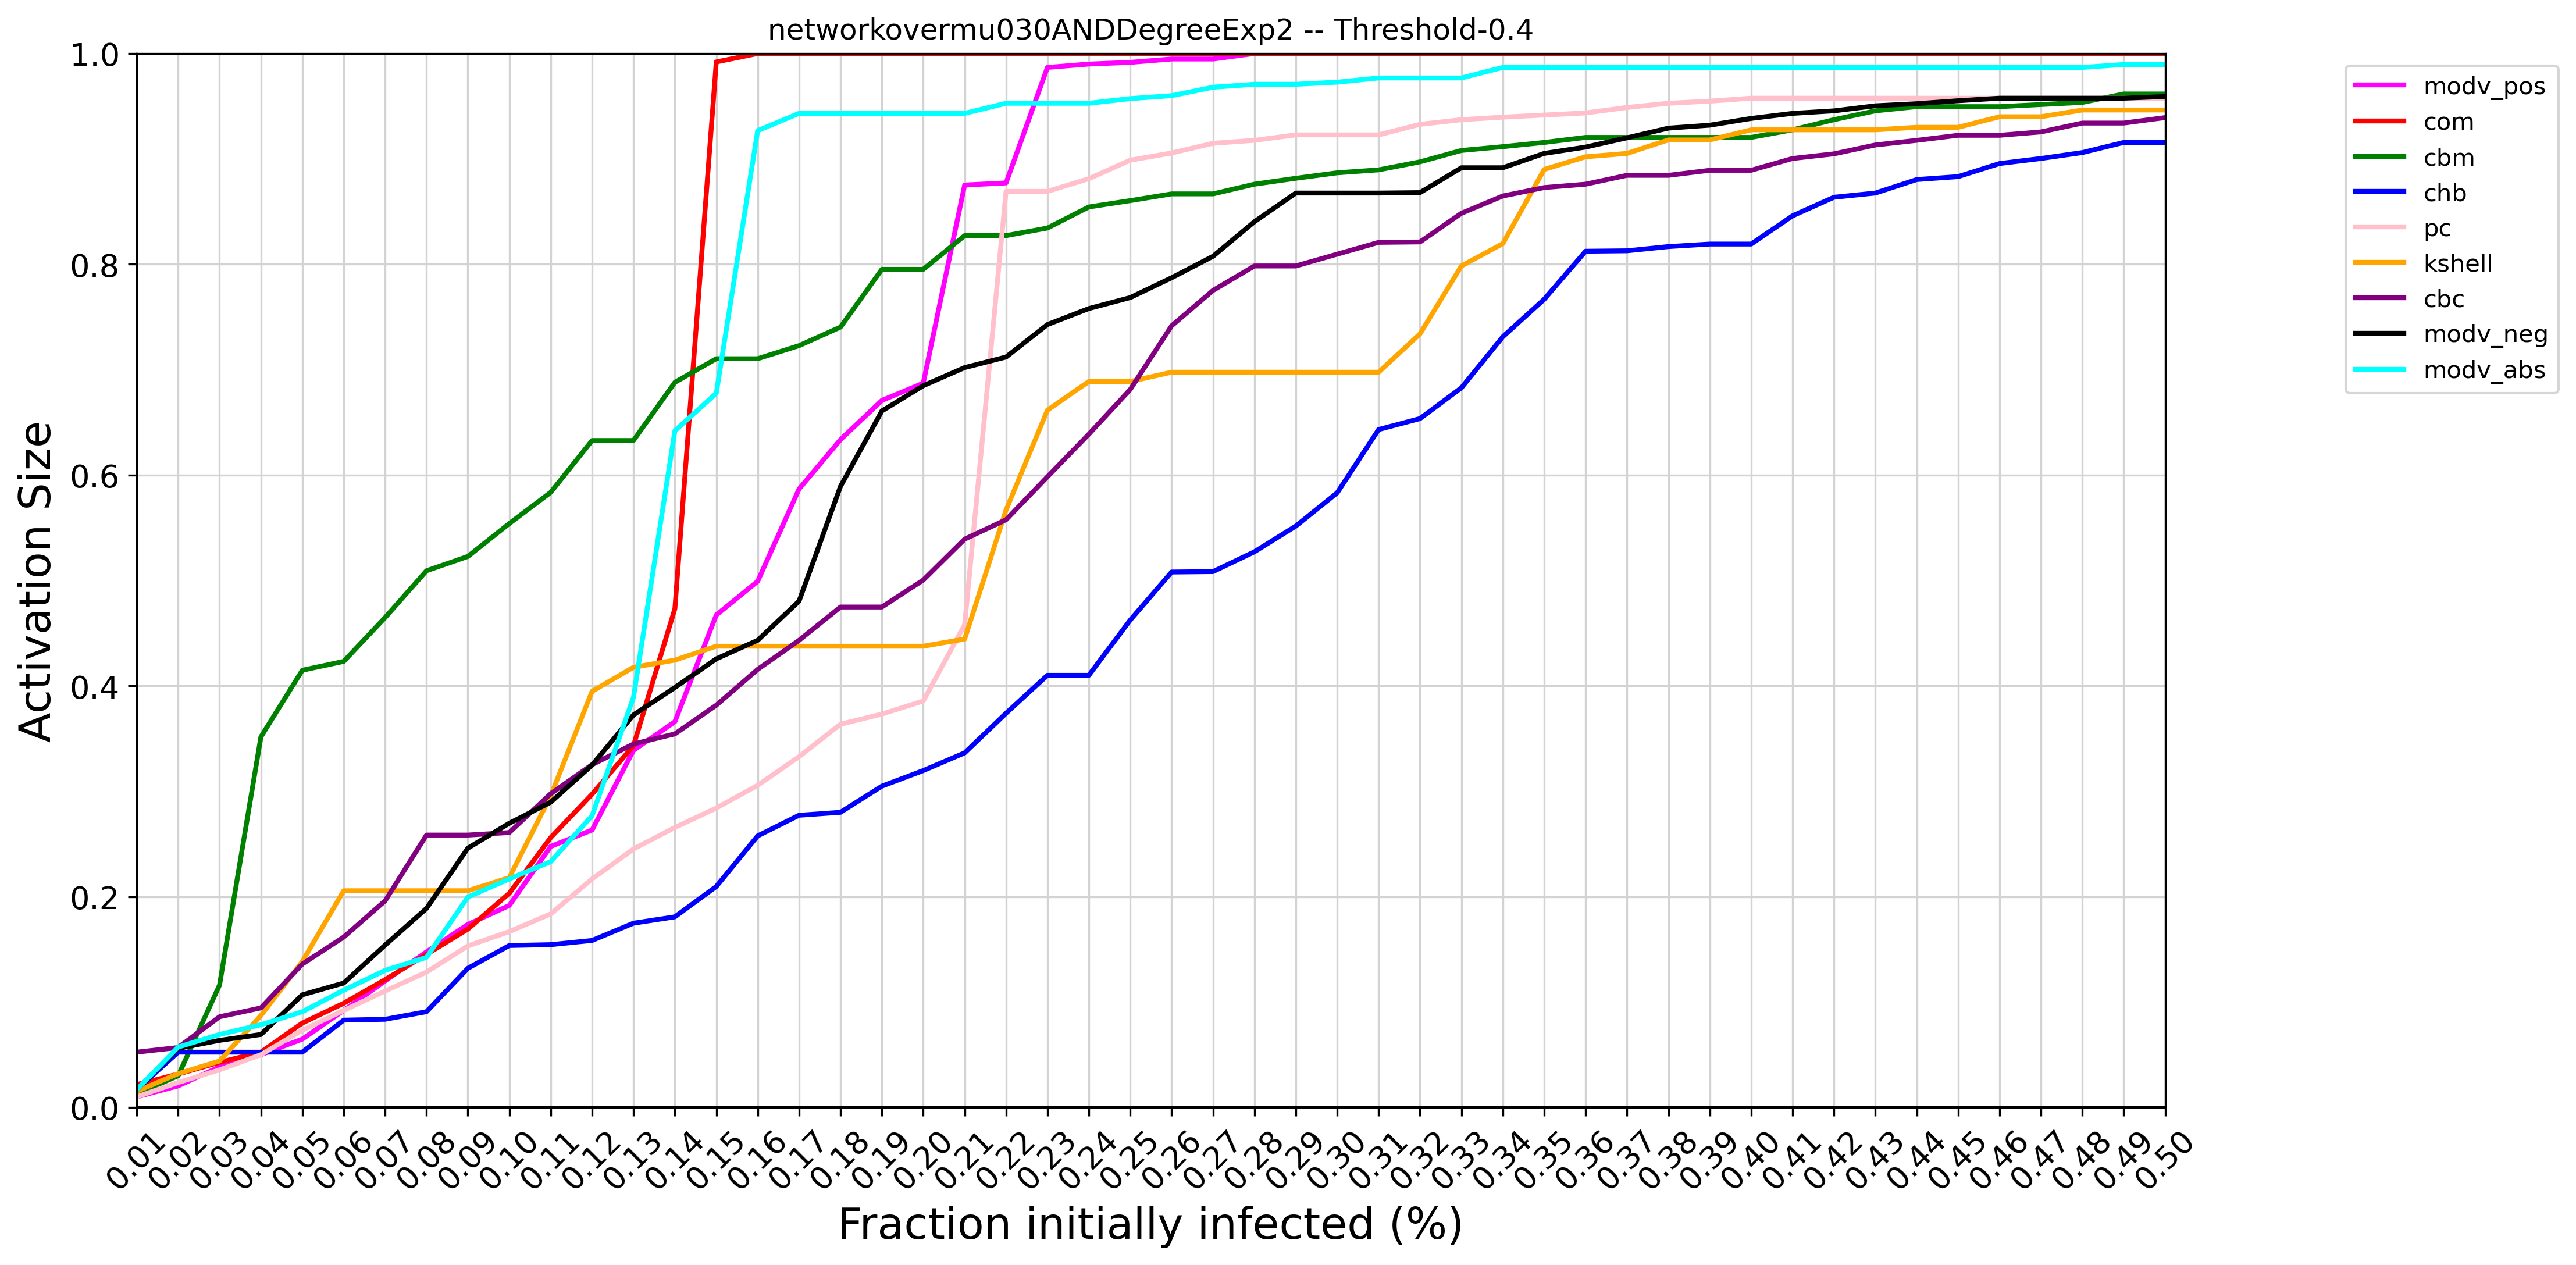 networkovermu030ANDDegreeExp2 -- Threshold-0.4
1.0
0.8
0.6
0.4
0.2
0.0
Activation Size
0.01 0.02 0.03 0.04 0.05 0.06 0.07 0.08 0.09 0.10 0.11 0.12 0.13 0.14 0.15 0.16 0.17 0.18 0.19 0.20 0.21 0.22 0.23 0.24 0.25 0.26 0.27 0.28 0.29 0.30 0.31 0.32 0.33 0.34 0.35 0.36 0.37 0.38 0.39 0.40 0.41 0.42 0.43 0.44 0.45 0.46 0.47 0.48 0.49 0.50
Fraction initially infected (%)
modv_pos
com
cbm
chb
pc
kshell
cbc
modv_neg
modv_abs